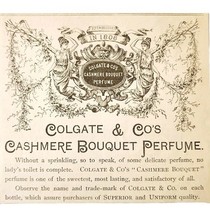 ESTABLISHED
IN 1806
COLGATE & CO'S
CASHMERE BOUQUET
PERFUME
COLGATE & CO'S
CASHMERE BOUQUET PERFUME.
Without a sprinkling, so to speak, of some delicate perfume, no
lady's toilet is complete. COLGATE & CO'S "CASHMERE BOUQUET"
perfume is one of the sweetest, most lasting, and satisfactory of all.
Observe the name and trade-mark of COLGATE & CO. on each
bottle, which assure purchasers of SUPERIOR and UNIFORM quality.